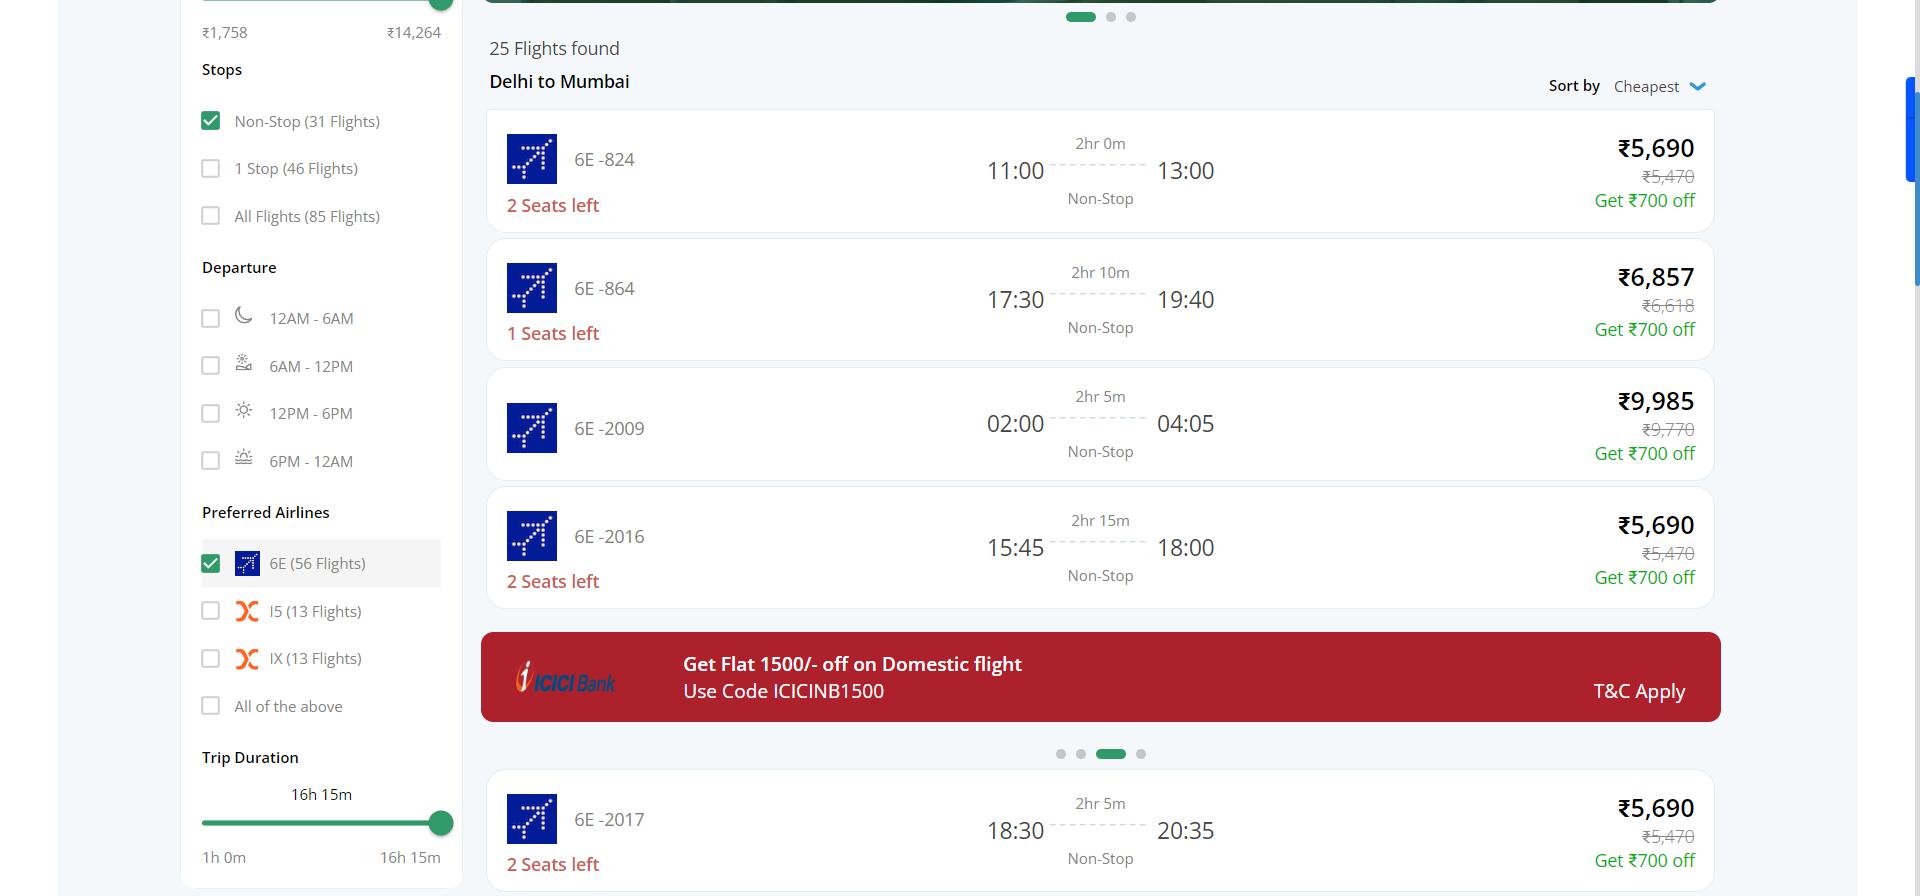 ₹1,758 ₹14,264
Stops
Non-Stop (31 Flights)
1 Stop (46 Flights)
All Flights (85 Flights)
Departure
12AM - 6AM
6AM - 12PM
12PM - 6PM
6PM - 12AM
Preferred Airlines
6E (56 Flights)
I5 (13 Flights)
IX (13 Flights)
All of the above
Trip Duration
16h 15m
1h 0m 16h 15m
25 Flights found
Delhi to Mumbai
Sort by Cheapest
6E -824
2 Seats left
2hr 0m
11:00 13:00
Non-Stop
₹5,690
₹5,470
Get ₹700 off
6E -864
1 Seats left
2hr 10m
17:30 19:40
Non-Stop
₹6,857
₹6,618
Get ₹700 off
6E -2009
2hr 5m
02:00 04:05
Non-Stop
₹9,985
₹9,770
Get ₹700 off
6E -2016
2 Seats left
2hr 15m
15:45 18:00
Non-Stop
₹5,690
₹5,470
Get ₹700 off
ICICI Bank
Get Flat 1500/- off on Domestic flight
Use Code ICICINB1500
T&C Apply
6E -2017
2 Seats left
2hr 5m
18:30 20:35
Non-Stop
₹5,690
₹5,470
Get ₹700 off